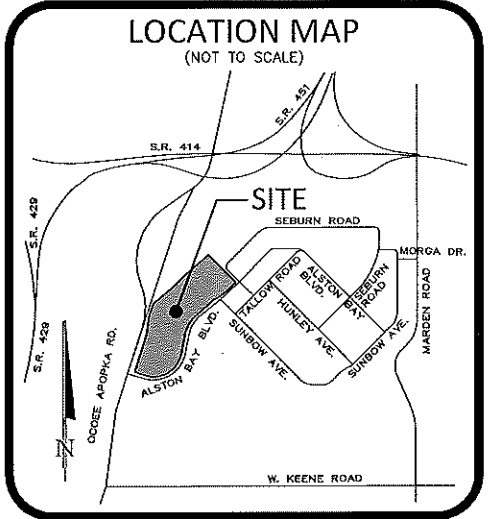 LOCATION MAP
(NOT TO SCALE)
S.R. 451
S.R. 414
SITE
SEBURN ROAD
S.R. 429
S.R. 429
MORGA DR.
TALLOW ROAD
ALSTON BAY
BLVD.
SEBURN
ROAD
HUNLEY AVE.
SUNBOW AVE.
SUNBOW AVE.
MARDEN ROAD
ALSTON BAY BLVD.
OCOEE APOPKA RD.
N
W. KEENE ROAD